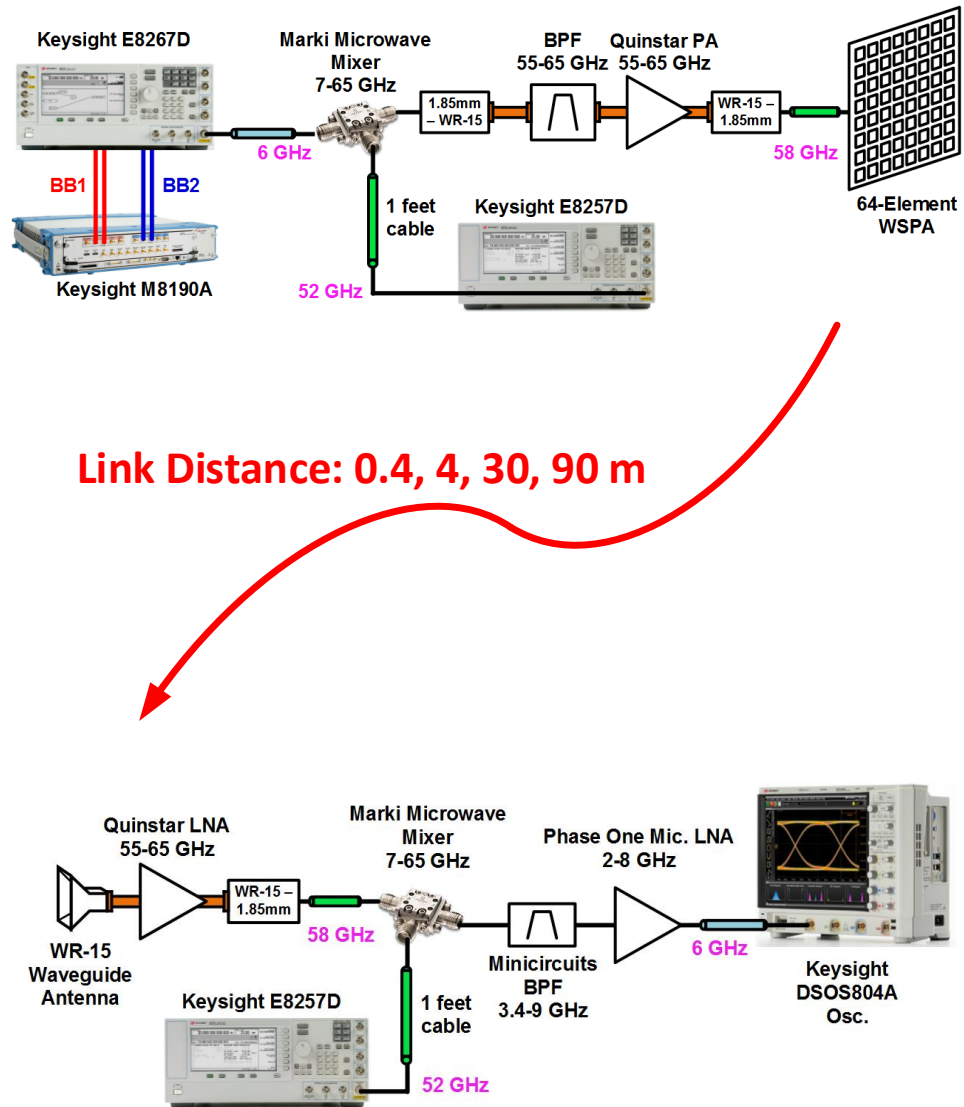 Keysight E8267D
Marki Microwave
Mixer
7-65 GHz
BPF
55-65 GHz
Quinstar PA
55-65 GHz
1.85mm
– WR-15
WR-15 –
1.85mm
6 GHz
58 GHz
BB1
BB2
1 feet
cable
Keysight E8257D
64-Element
WSPA
Keysight M8190A
52 GHz
Link Distance: 0.4, 4, 30, 90 m
Quinstar LNA
55-65 GHz
Marki Microwave
Mixer
7-65 GHz
Phase One Mic. LNA
2-8 GHz
WR-15 –
1.85mm
58 GHz
6 GHz
WR-15
Waveguide
Antenna
Minicircuits
BPF
3.4-9 GHz
Keysight
DSOS804A
Osc.
Keysight E8257D
1 feet
cable
52 GHz